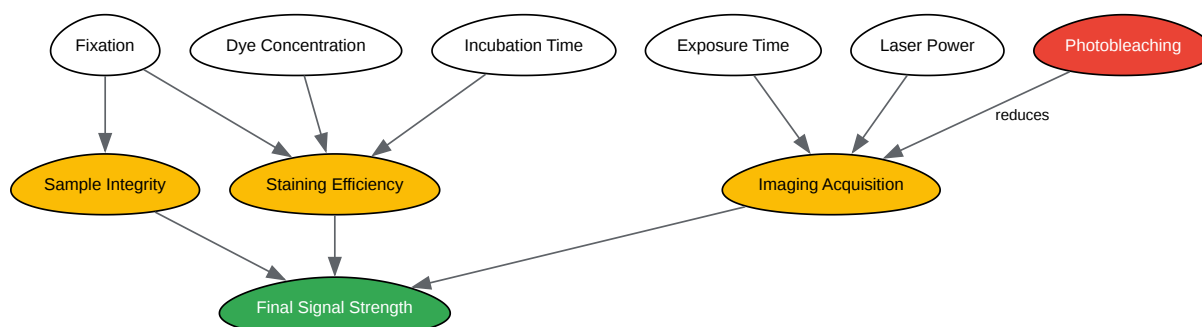 Fixation
Dye Concentration
Incubation Time
Exposure Time
Laser Power
Photobleaching
reduces
Sample Integrity
Staining Efficiency
Imaging Acquisition
Final Signal Strength